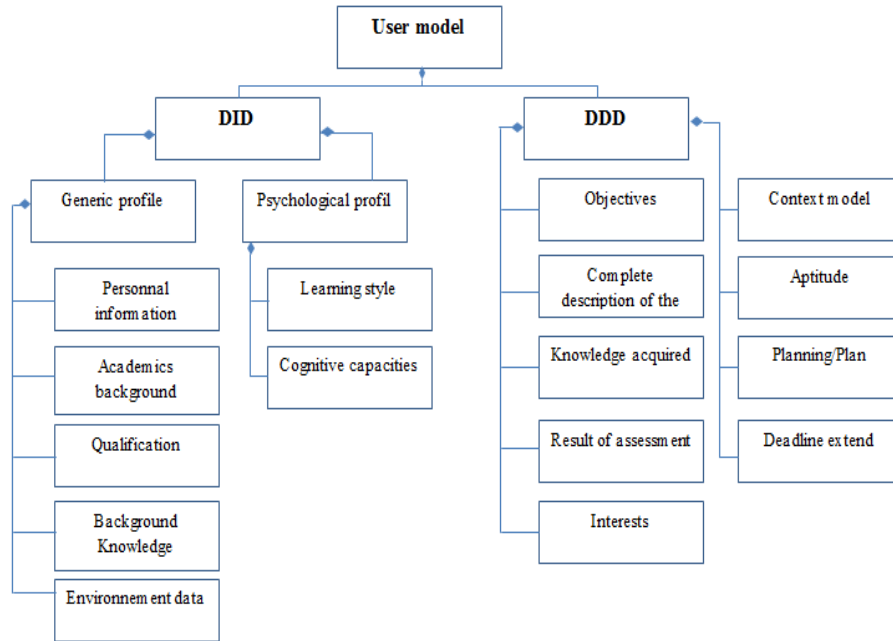 User model
DID
DDD
Generic profile
Psychological profil
Personnal
information
Academics
background
Qualification
Background
Knowledge
Environnement data
Learning style
Cognitive capacities
Objectives
Complete
description of the
Knowledge acquired
Result of assessment
Interests
Context model
Aptitude
Planning/Plan
Deadline extend